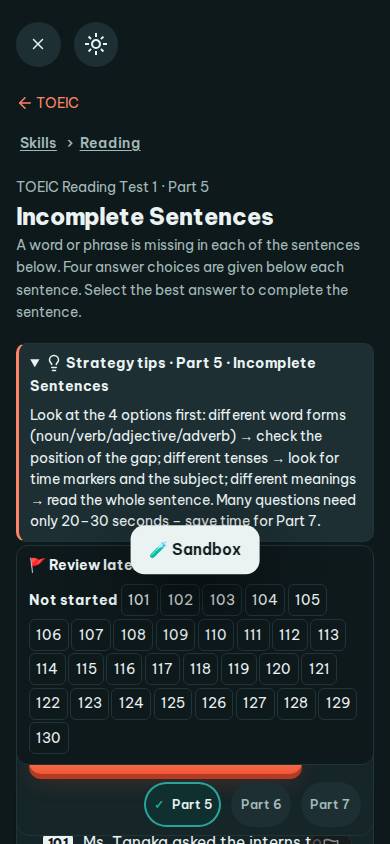 ← TOEIC
Skills › Reading
TOEIC Reading Test 1 · Part 5
Incomplete Sentences
A word or phrase is missing in each of the sentences
below. Four answer choices are given below each
sentence. Select the best answer to complete the
sentence.
▼ Strategy tips · Part 5 · Incomplete
Sentences
Look at the 4 options first: different word forms
(noun/verb/adjective/adverb) → check the
position of the gap; different tenses → look for
time markers and the subject; different meanings
→ read the whole sentence. Many questions need
only 20–30 seconds – save time for Part 7.
🧪 Sandbox
🚩 Review
Not started 101 102 103 104 105
106 107 108 109 110 111 112 113
114 115 116 117 118 119 120 121
122 123 124 125 126 127 128 129
130
✓ Part 5 Part 6 Part 7
101 Ms. Tanaka asked the interns